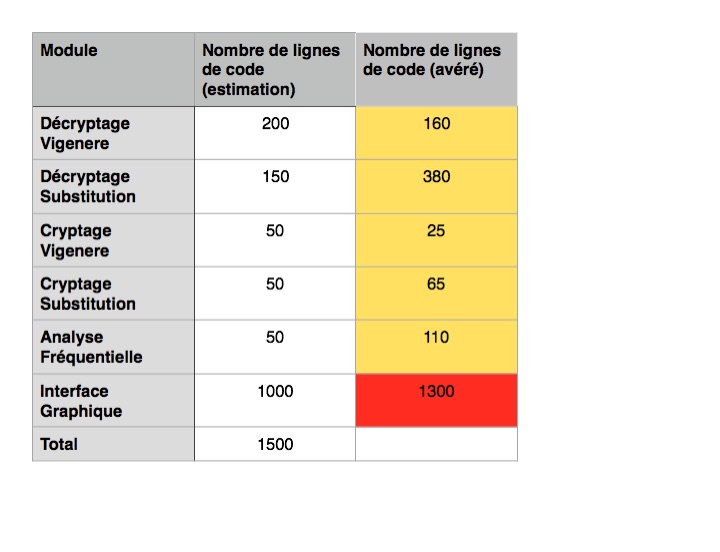 Module
Nombre de lignes
de code
(estimation)
Nombre de lignes
de code (avéré)
Décryptage
Vigenere
200
160
Décryptage
Substitution
150
380
Cryptage
Vigenere
50
25
Cryptage
Substitution
50
65
Analyse
Fréquentielle
50
110
Interface
Graphique
1000
1300
Total
1500